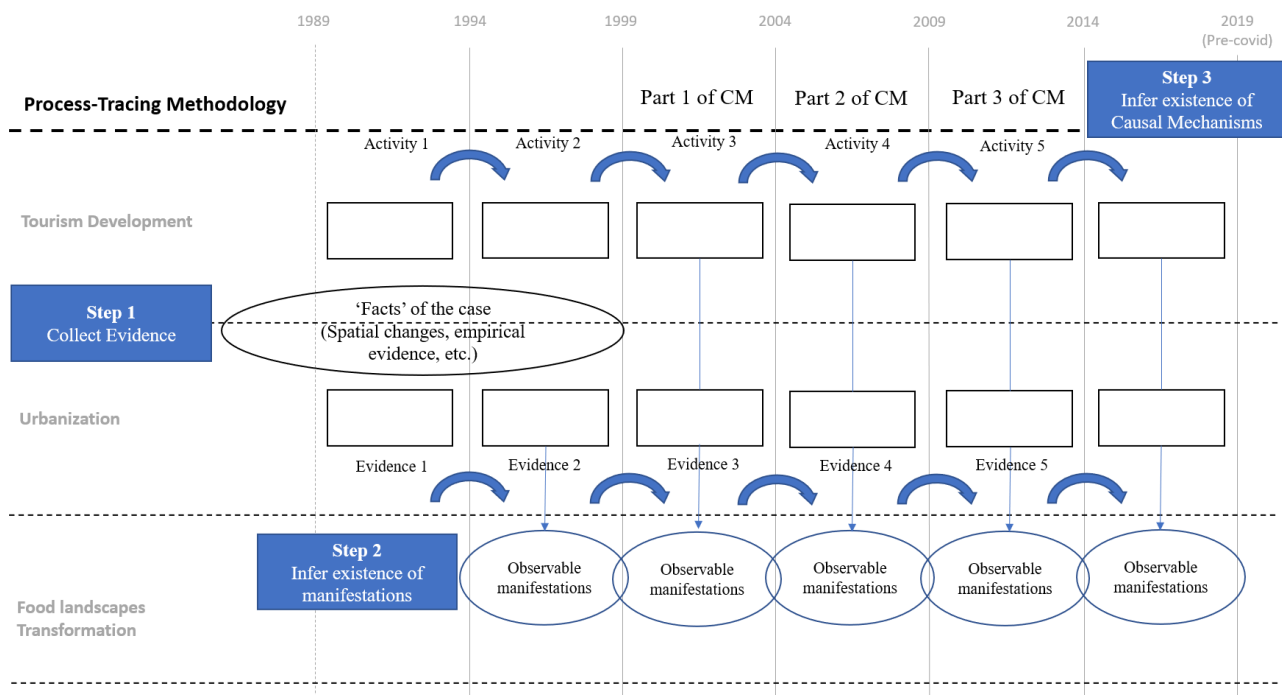 1989
1994
1999
2004
2009
2014
2019
(Pre-covid)
Process-Tracing Methodology
Part 1 of CM
Part 2 of CM
Part 3 of CM
Step 3
Infer existence of
Causal Mechanisms
Activity 1
Activity 2
Activity 3
Activity 4
Activity 5
Tourism Development
Step 1
Collect Evidence
‘Facts’ of the case
(Spatial changes, empirical
evidence, etc.)
Urbanization
Evidence 1
Evidence 2
Evidence 3
Evidence 4
Evidence 5
Step 2
Infer existence of
manifestations
Observable
manifestations
Observable
manifestations
Observable
manifestations
Observable
manifestations
Observable
manifestations
Food landscapes
Transformation